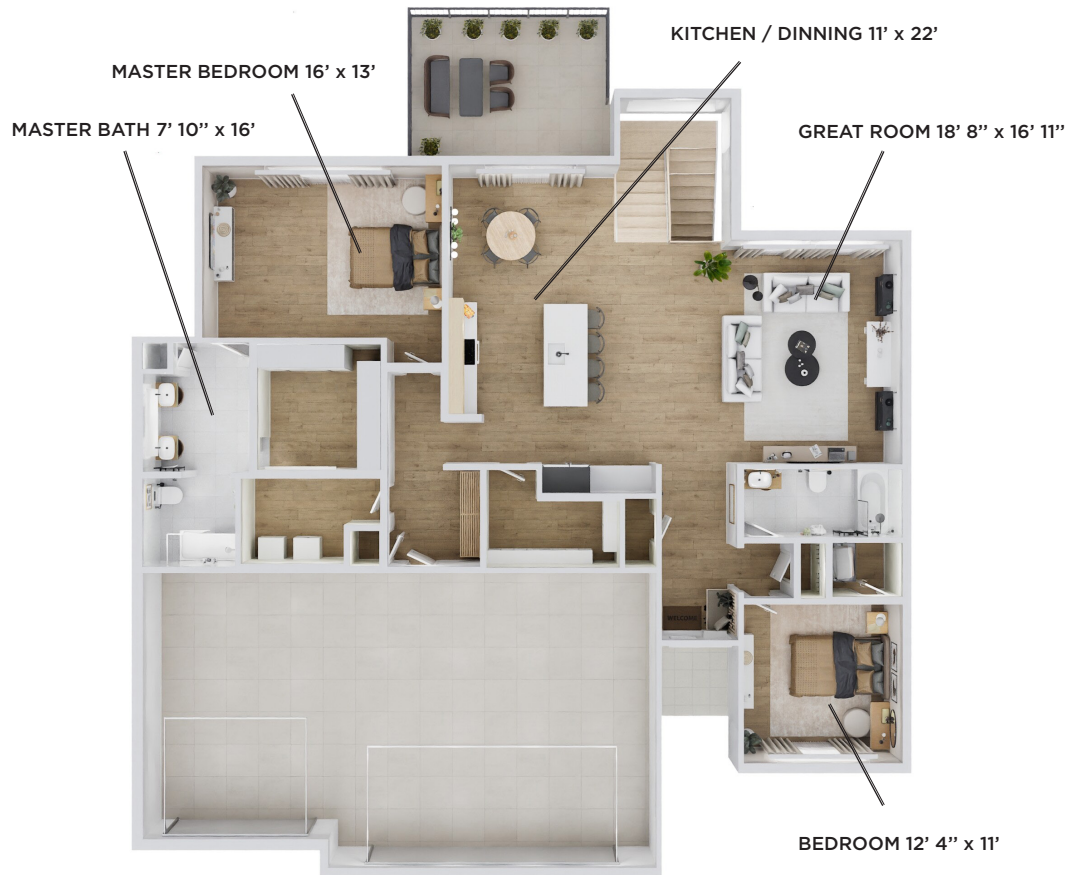 KITCHEN / DINNING 11’ x 22’
MASTER BEDROOM 16’ x 13’
MASTER BATH 7’ 10’’ x 16’
GREAT ROOM 18’ 8’’ x 16’ 11’’
WELCOME
BEDROOM 12’ 4’’ x 11’